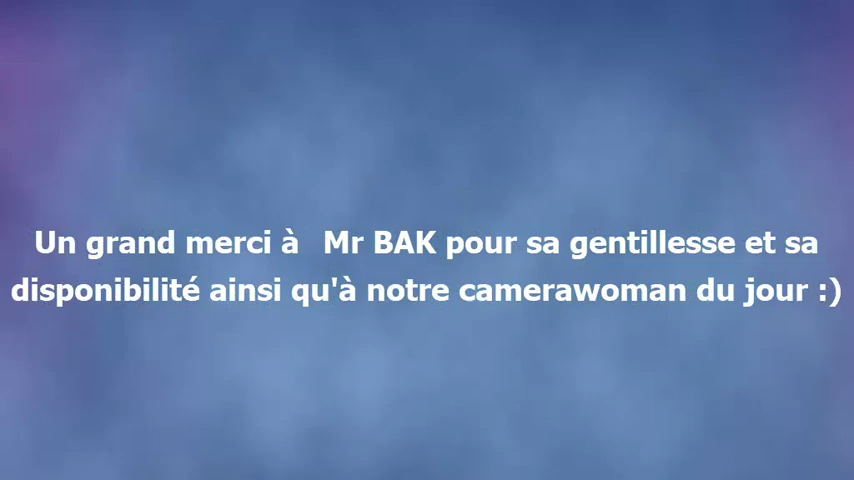 Un grand merci à Mr BAK pour sa gentillesse et sa
disponibilité ainsi qu'à notre camerawoman du jour :)